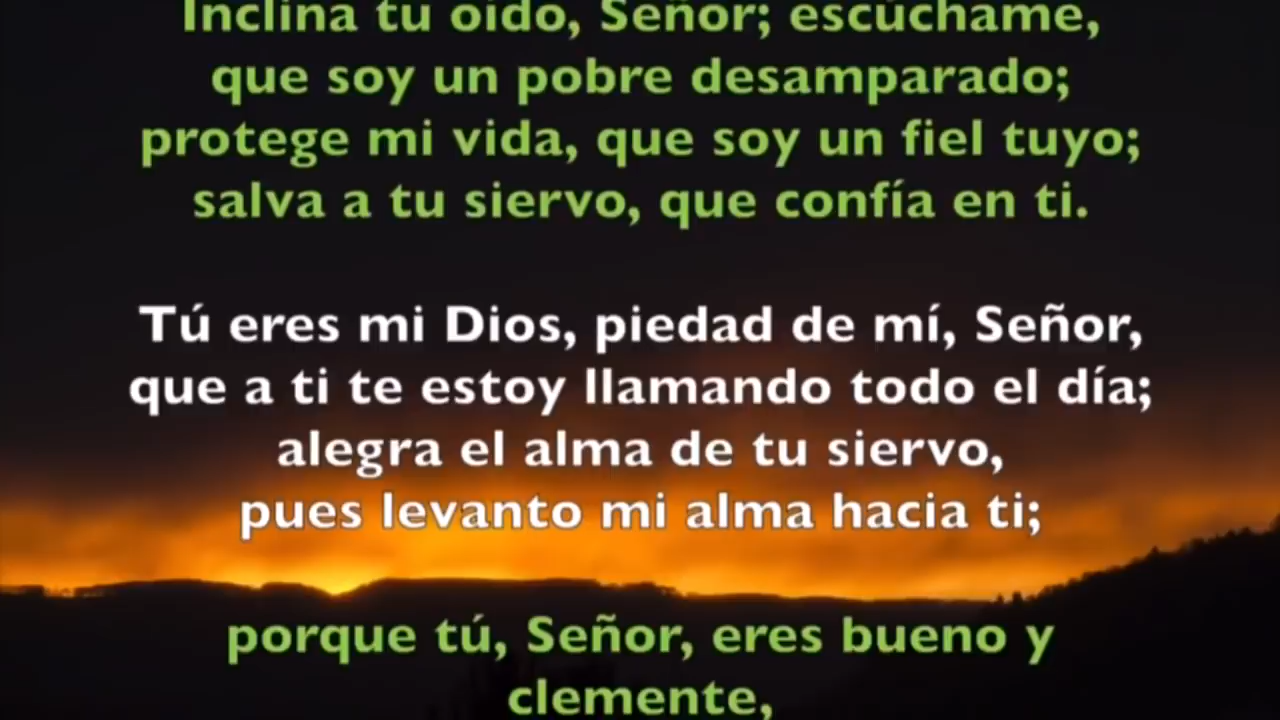 Inclina tu oído, Señor; escúchame,
que soy un pobre desamparado;
protege mi vida, que soy un fiel tuyo;
salva a tu siervo, que confía en ti.
Tú eres mi Dios, piedad de mí, Señor,
que a ti te estoy llamando todo el día;
alegra el alma de tu siervo,
pues levanto mi alma hacia ti;
porque tú, Señor, eres bueno y
clemente,